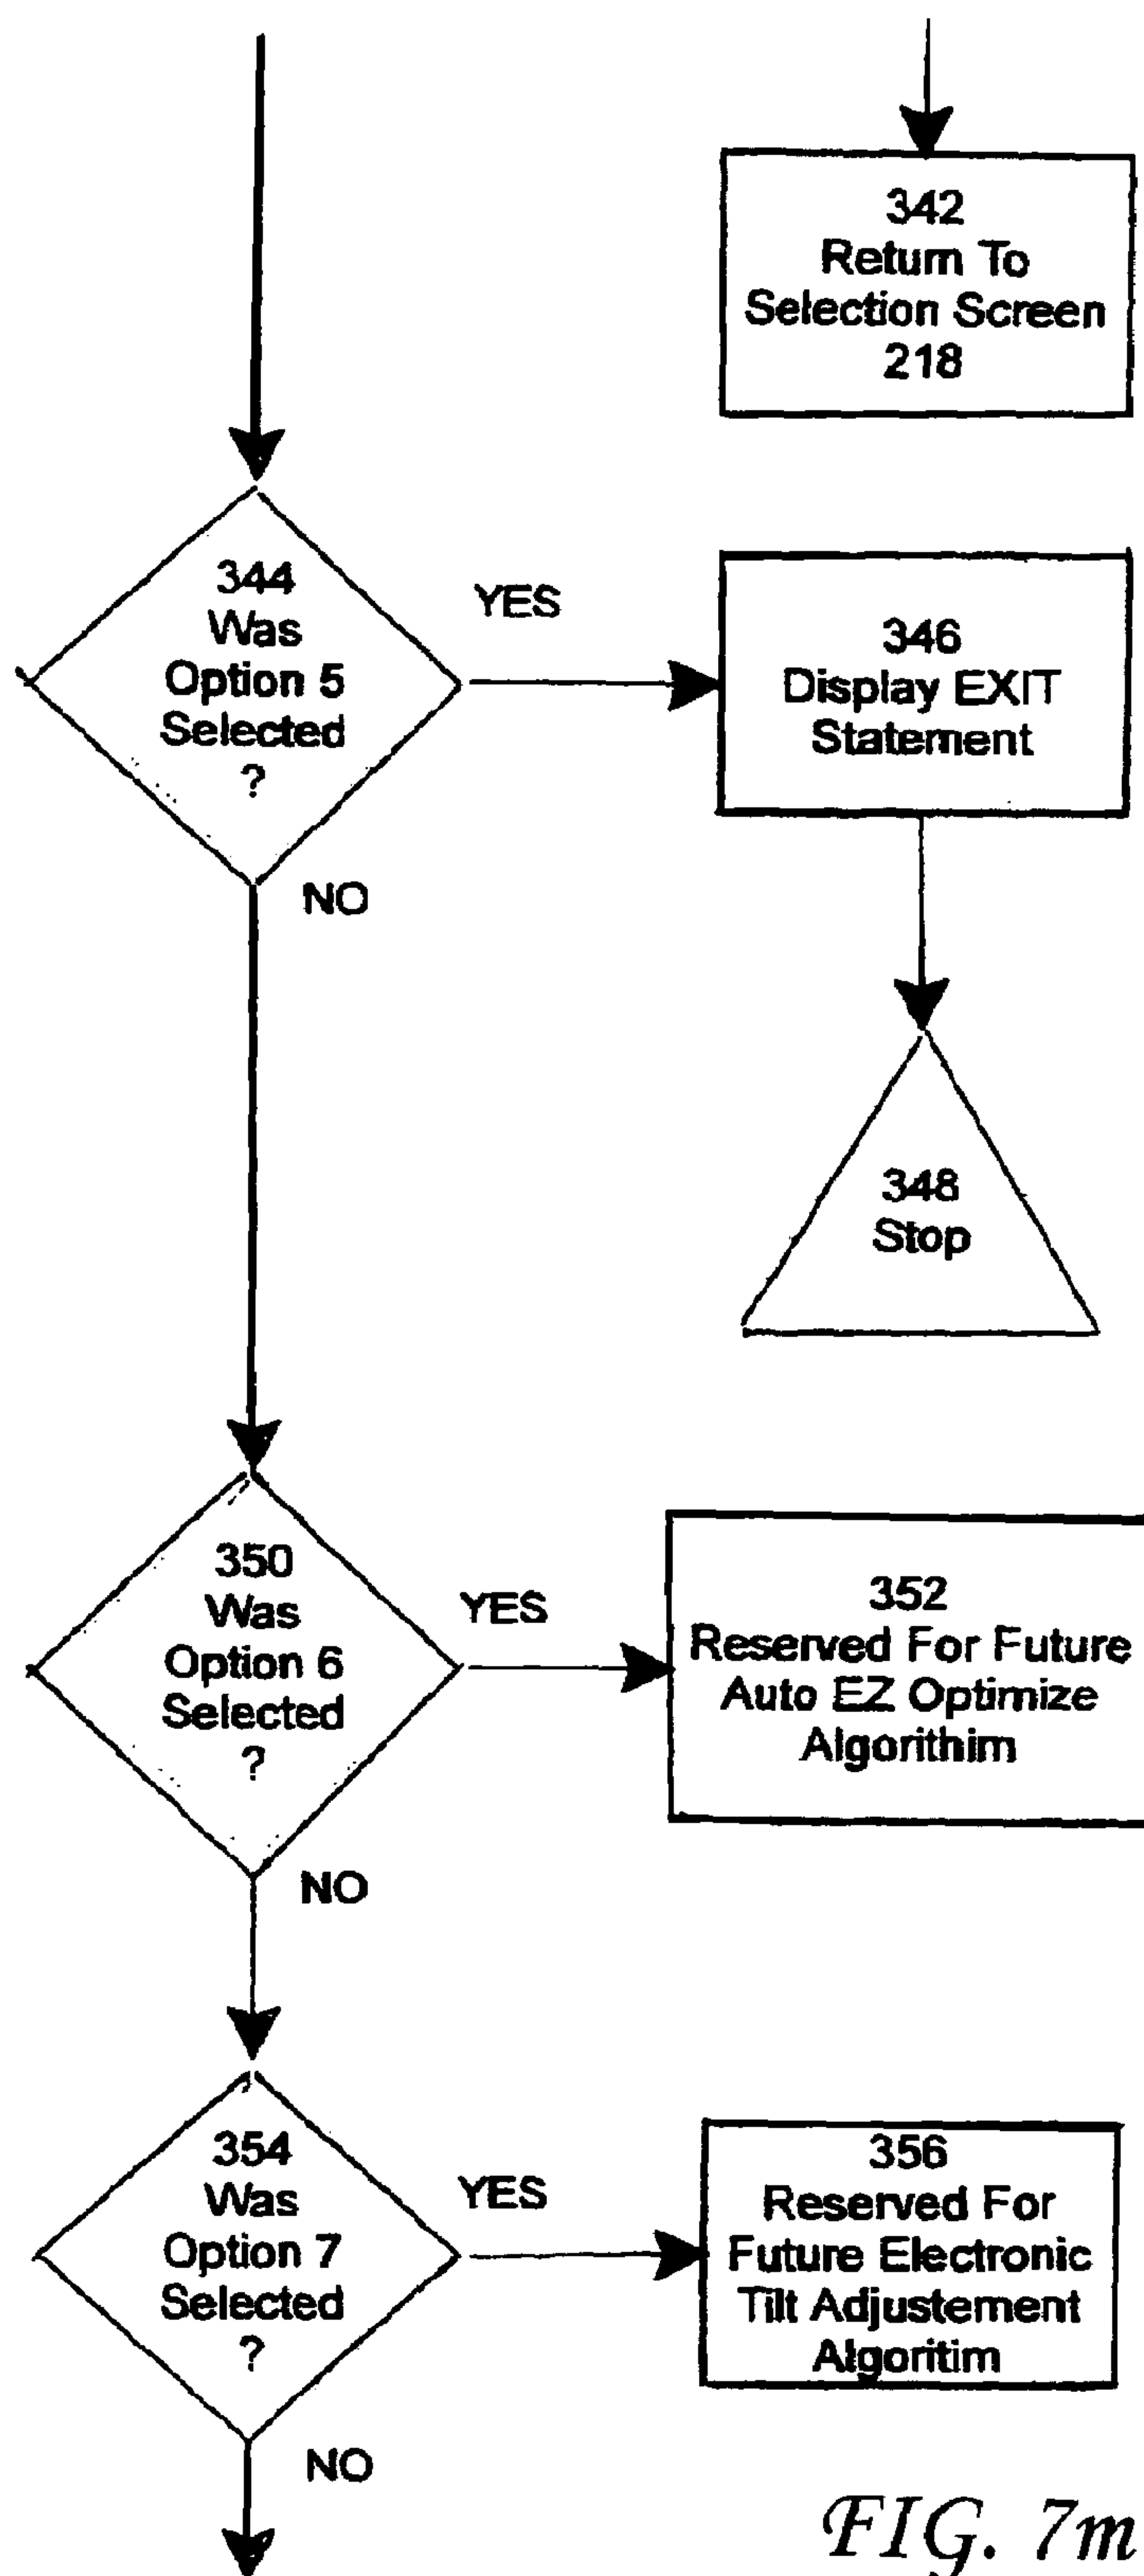 342
Return To
Selection Screen
218
344
Was
Option 5
Selected
?
YES
346
Display EXIT
Statement
NO
348
Stop
350
Was
Option 6
Selected
?
YES
352
Reserved For Future
Auto EZ Optimize
Algorithim
NO
354
Was
Option 7
Selected
?
YES
356
Reserved For
Future Electronic
Tilt Adjustement
Algoritim
NO
FIG. 7m